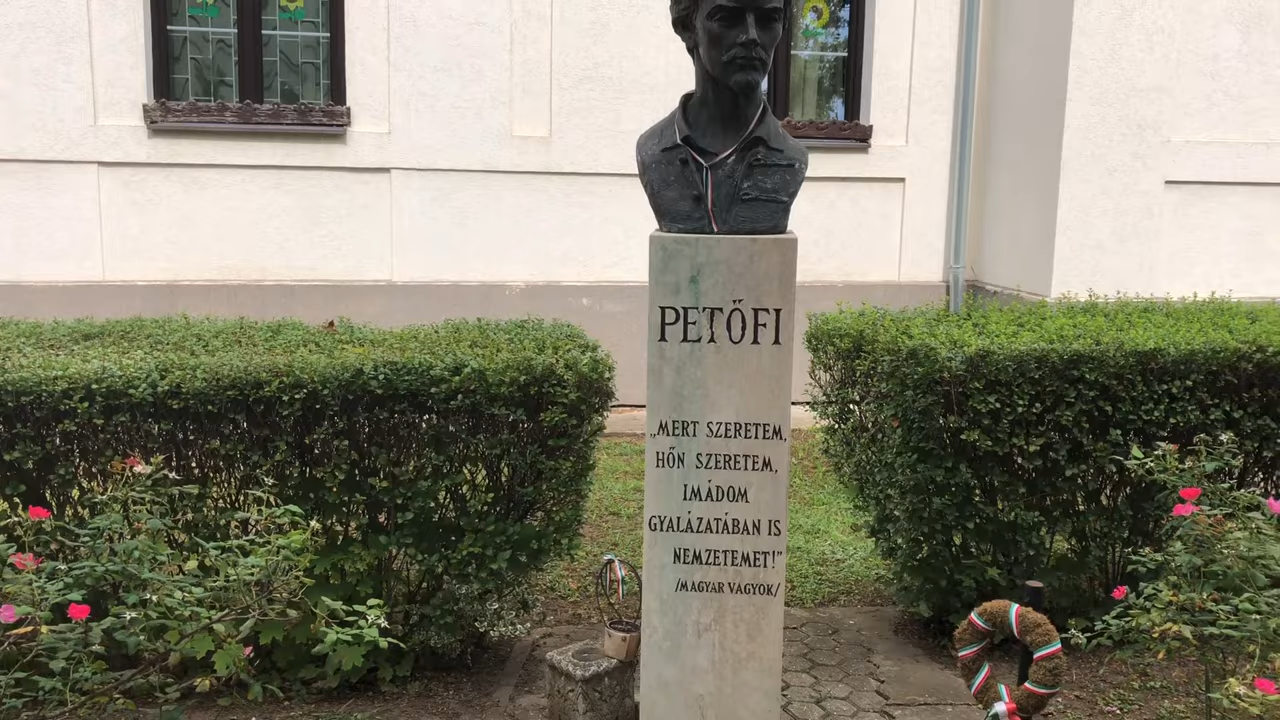 PETŐFI
„MERT SZERETEM,
HŐN SZERETEM,
IMÁDOM
GYALÁZATÁBAN IS
NEMZETEMET!”
/MAGYAR VAGYOK/